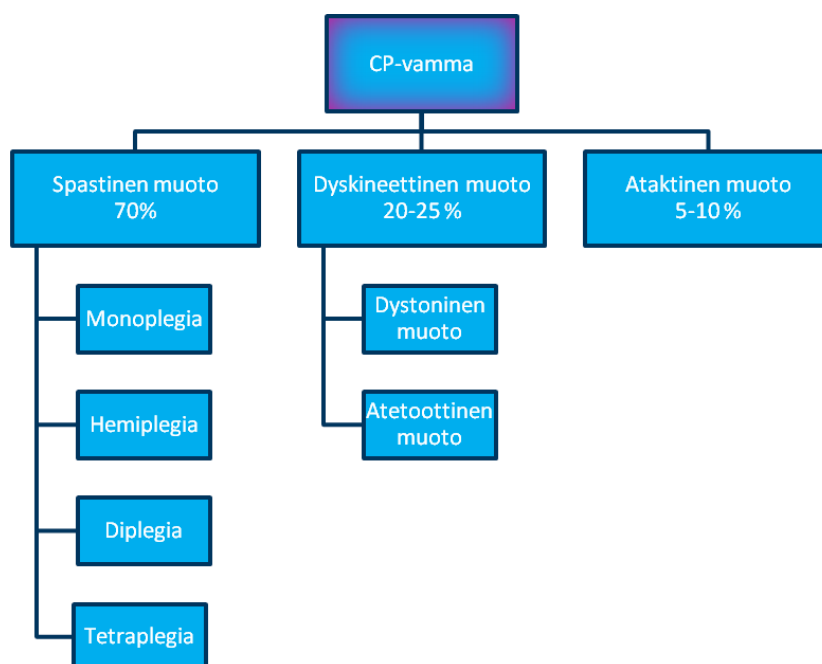 CP-vamma
Spastinen muoto
70%
Dyskineettinen muoto
20-25 %
Ataktinen muoto
5-10 %
Monoplegia
Hemiplegia
Diplegia
Tetraplegia
Dystoninen
muoto
Atetoottinen
muoto